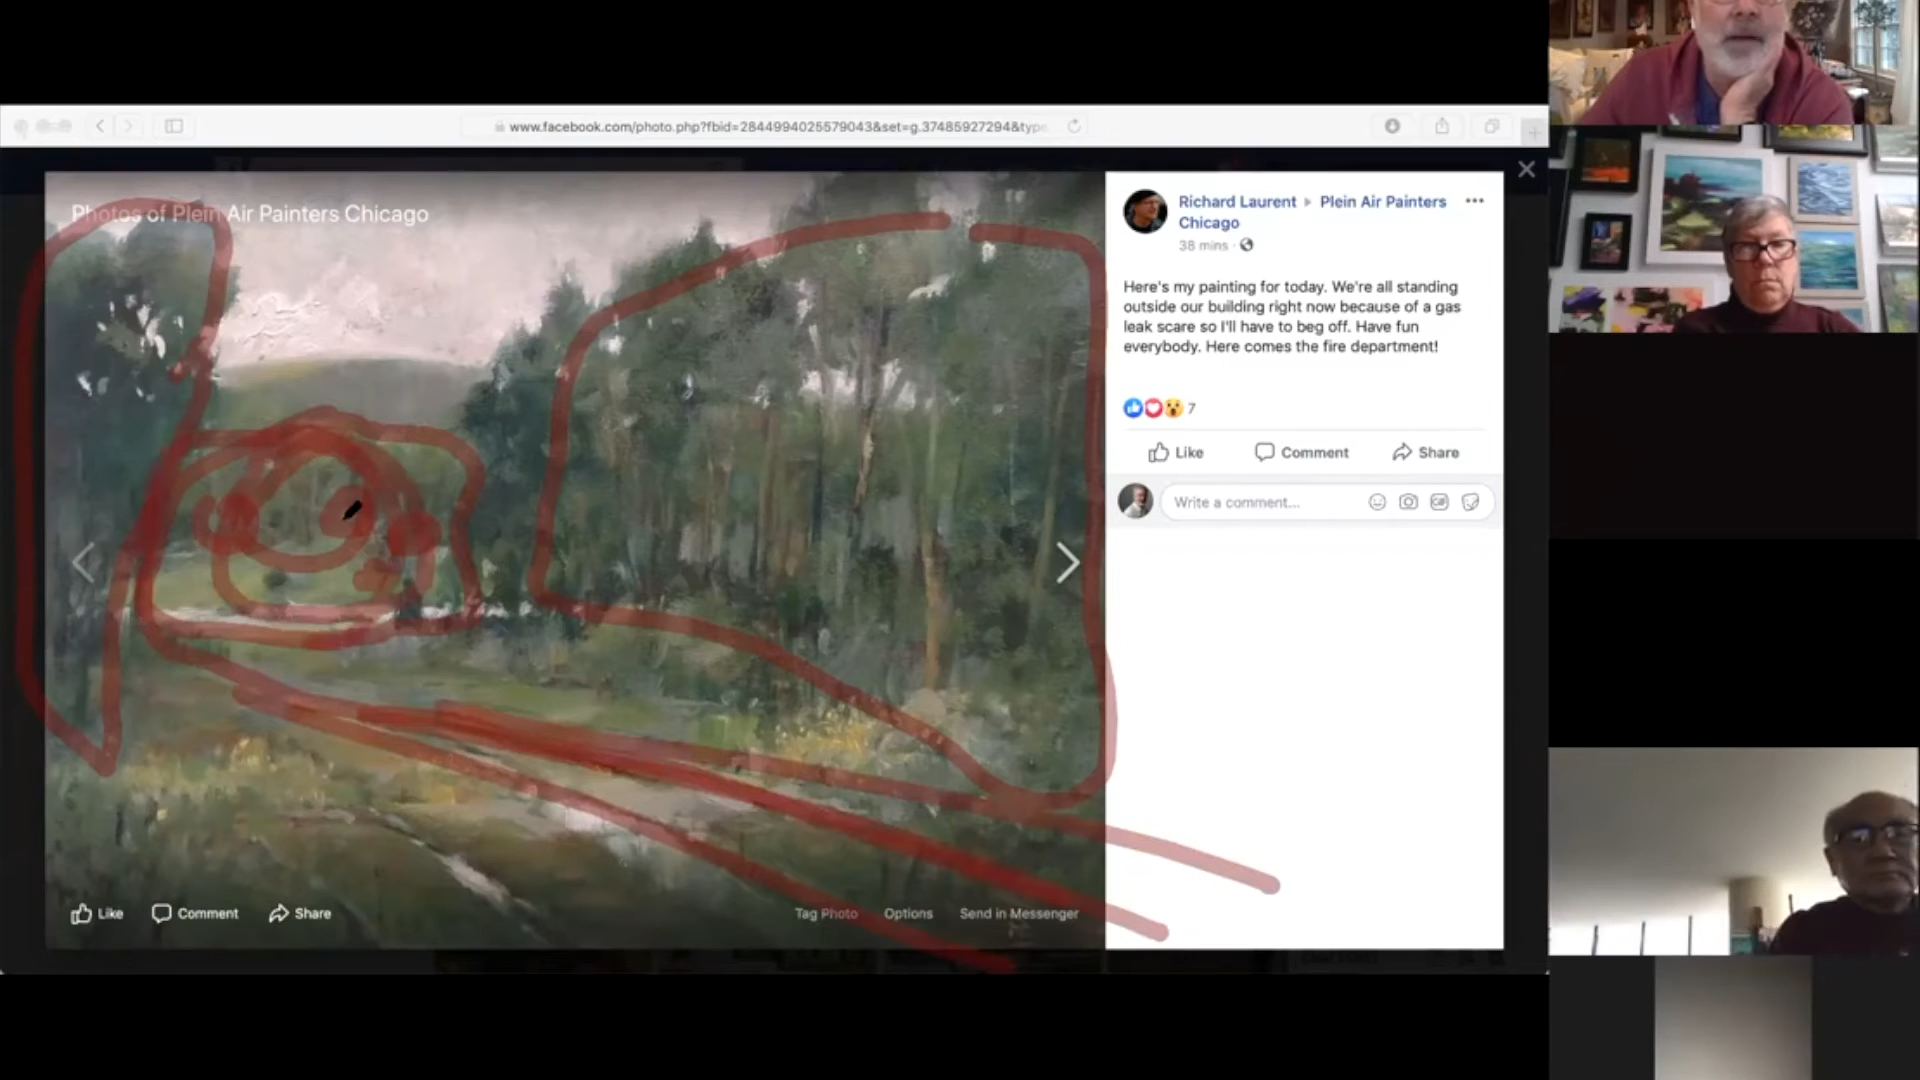 www.facebook.com/photo.php?fbid=2844994025579043&set=g.37485927294&type
Photos of Plein Air Painters Chicago
Richard Laurent ▸ Plein Air Painters
Chicago
38 mins ·
Here's my painting for today. We're all standing
outside our building right now because of a gas
leak scare so I'll have to beg off. Have fun
everybody. Here comes the fire department!
7
Like Comment Share
Write a comment...
GIF
Like Comment Share
Tag Photo Options Send in Messenger